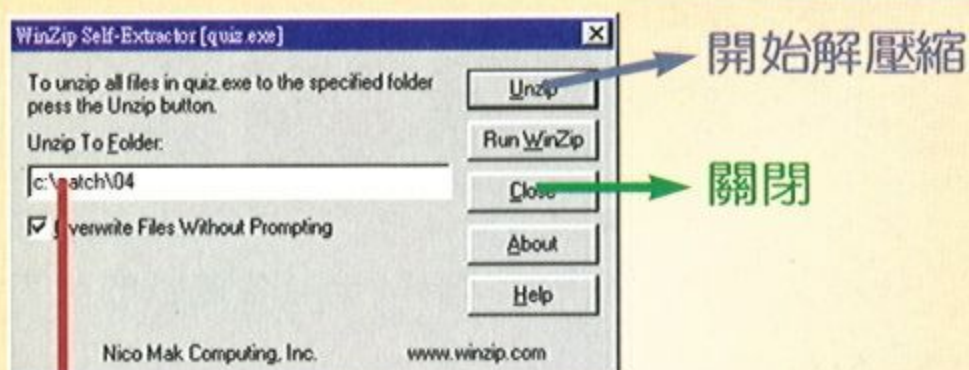 WinZip Self-Extractor [quiz.exe]
To unzip all files in quiz.exe to the specified folder
press the Unzip button.
Unzip To Folder:
c:\patch\04
Overwrite Files Without Prompting
Unzip
Run WinZip
Close
About
Help
Nico Mak Computing, Inc. www.winzip.com
開始解壓縮
關閉